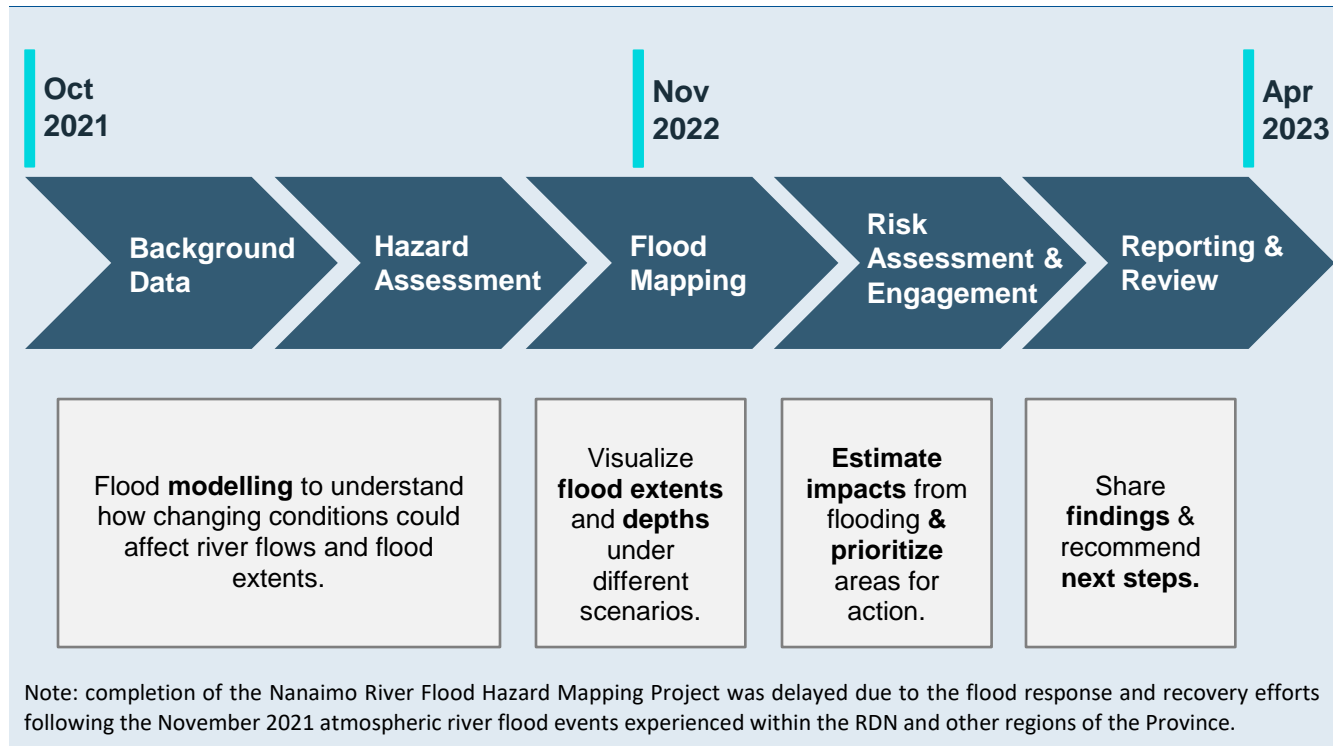 Oct
2021
Nov
2022
Apr
2023
Background
Data
Hazard
Assessment
Flood
Mapping
Risk
Assessment &
Engagement
Reporting &
Review
Flood modelling to understand
how changing conditions could
affect river flows and flood
extents.
Visualize
flood extents
and depths
under
different
scenarios.
Estimate
impacts from
flooding &
prioritize
areas for
action.
Share
findings &
recommend
next steps.
Note: completion of the Nanaimo River Flood Hazard Mapping Project was delayed due to the flood response and recovery efforts
following the November 2021 atmospheric river flood events experienced within the RDN and other regions of the Province.